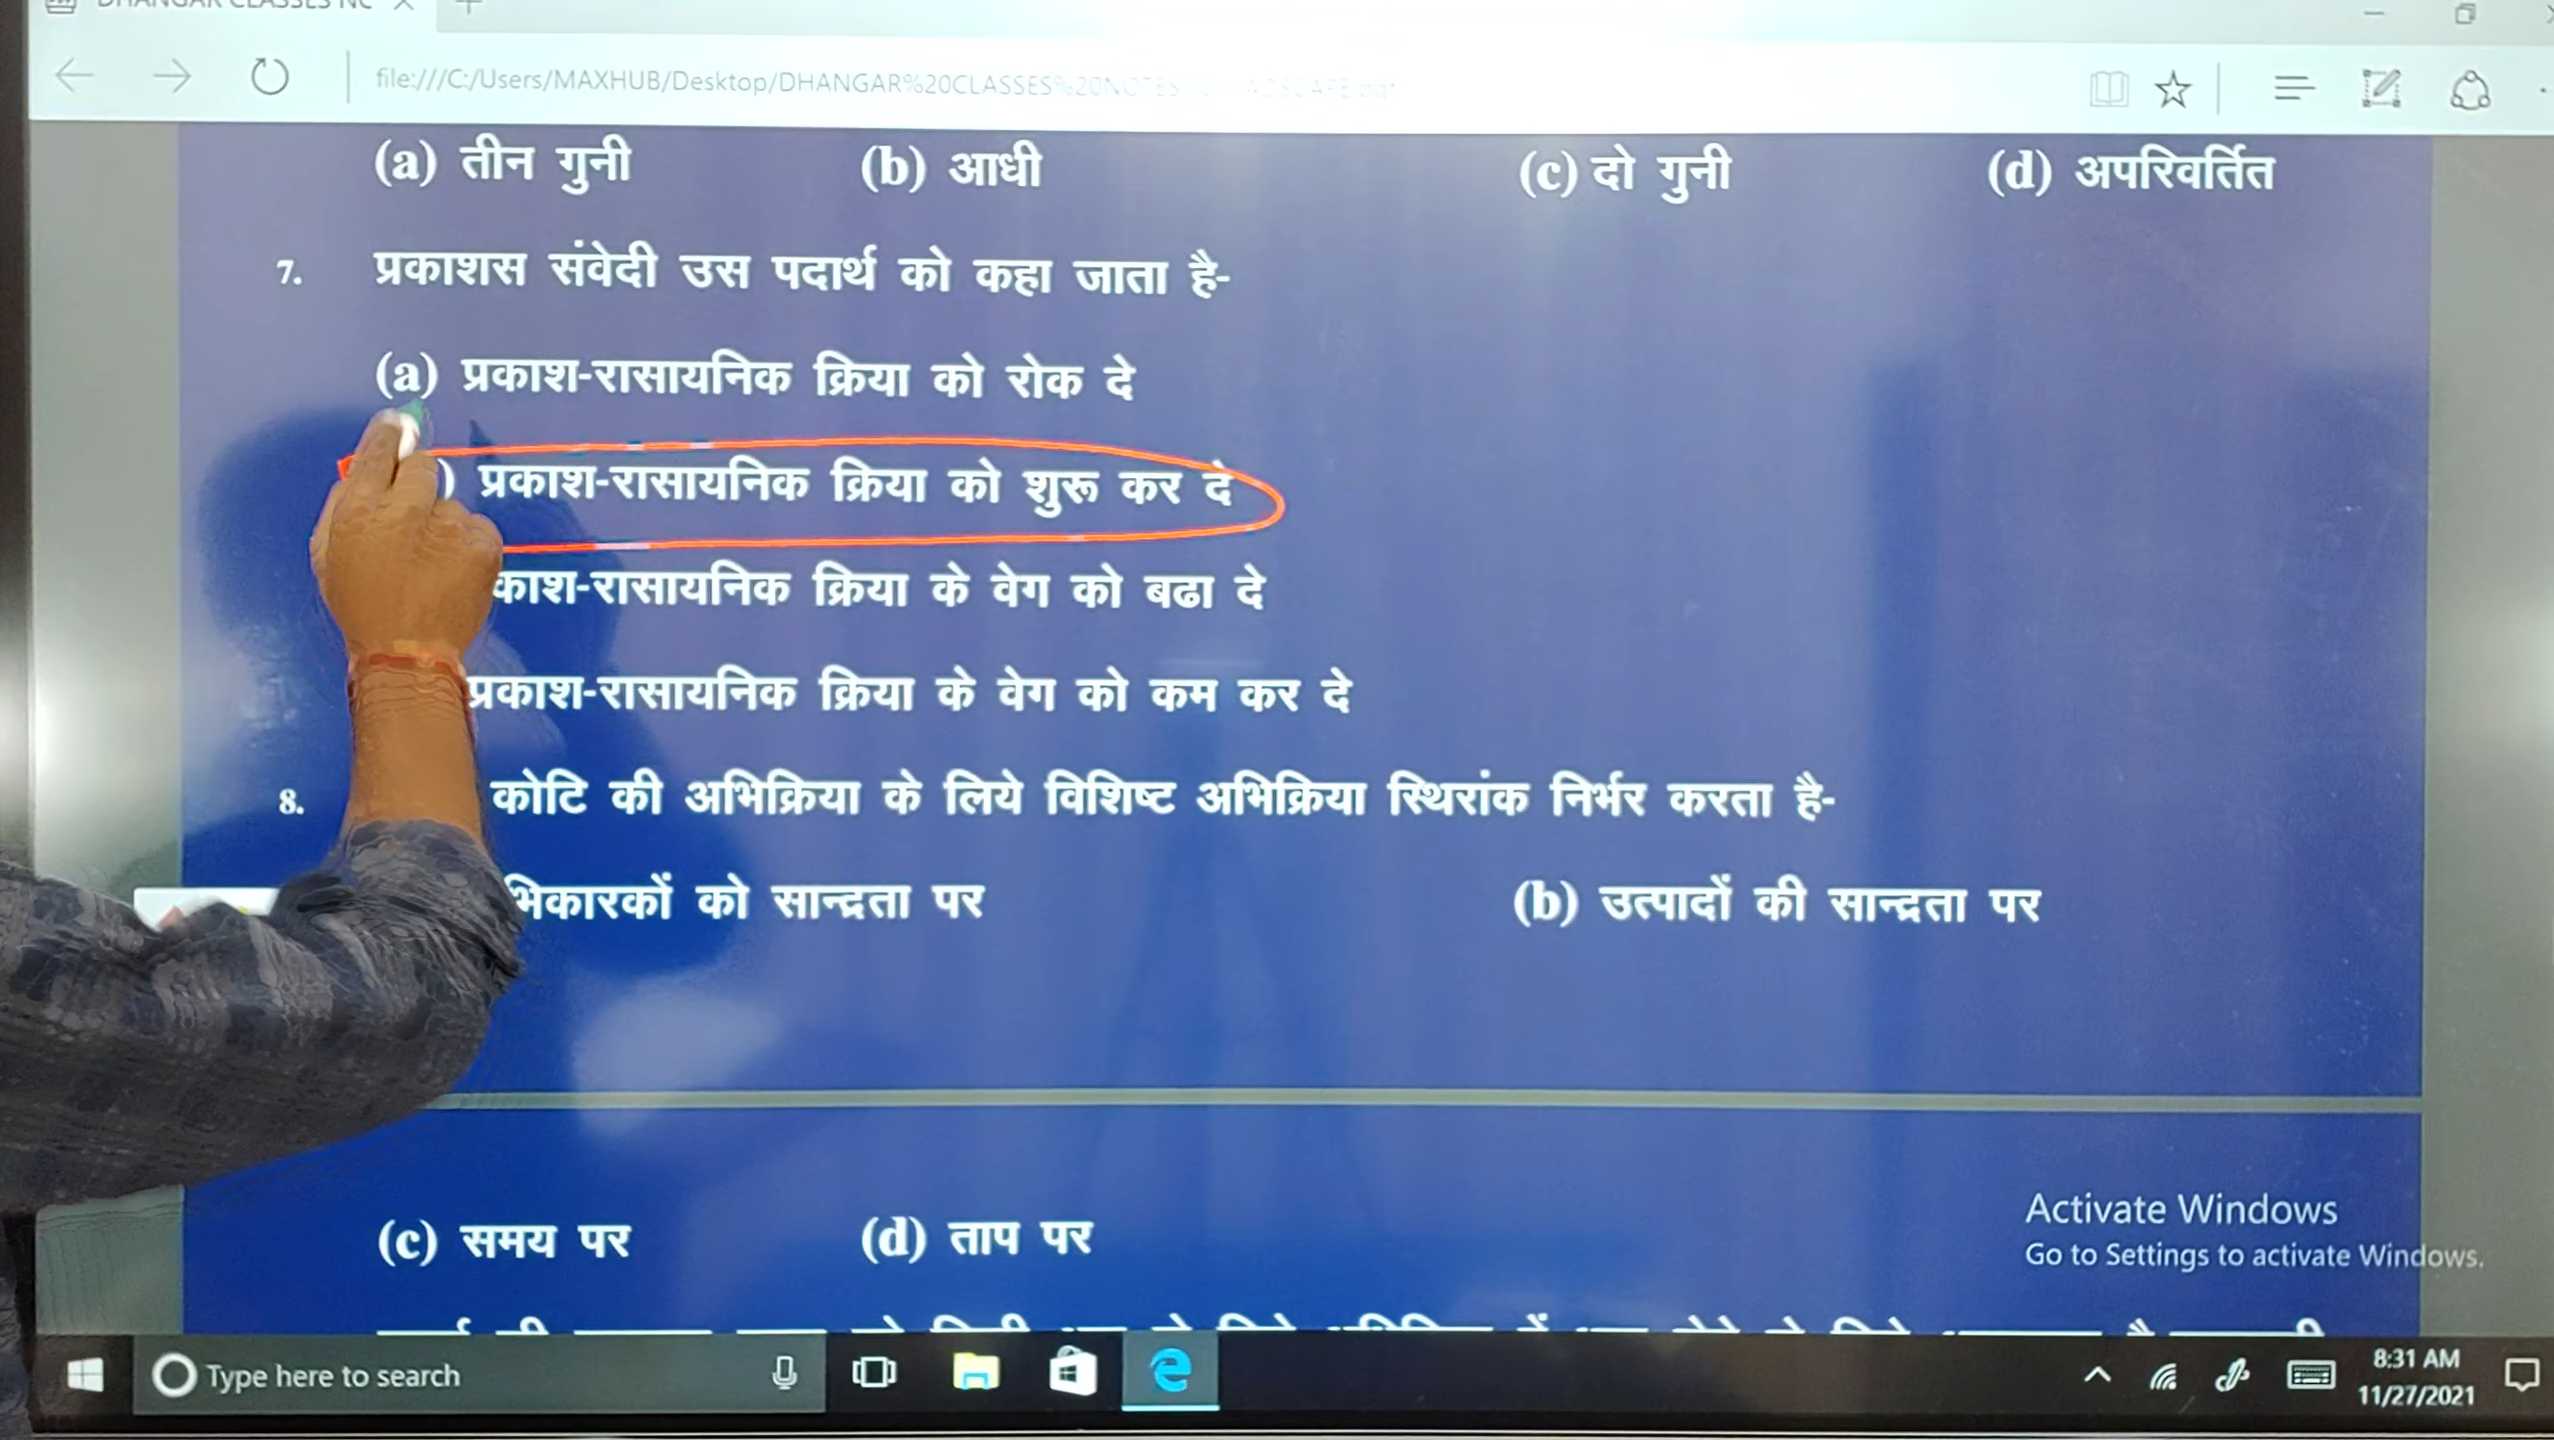 DHANGAR CLASSES NC
file:///C:/Users/MAXHUB/Desktop/DHANGAR%20CLASSES%20NOTES
(a) तीन गुनी (b) आधी (c) दो गुनी (d) अपरिवर्तित
7. प्रकाशस संवेदी उस पदार्थ को कहा जाता है-
(a) प्रकाश-रासायनिक क्रिया को रोक दे
) प्रकाश-रासायनिक क्रिया को शुरू कर दे
काश-रासायनिक क्रिया के वेग को बढा दे
प्रकाश-रासायनिक क्रिया के वेग को कम कर दे
8. कोटि की अभिक्रिया के लिये विशिष्ट अभिक्रिया स्थिरांक निर्भर करता है-
भिकारकों को सान्द्रता पर (b) उत्पादों की सान्द्रता पर
(c) समय पर (d) ताप पर
Activate Windows
Go to Settings to activate Windows.
Type here to search
8:31 AM
11/27/2021